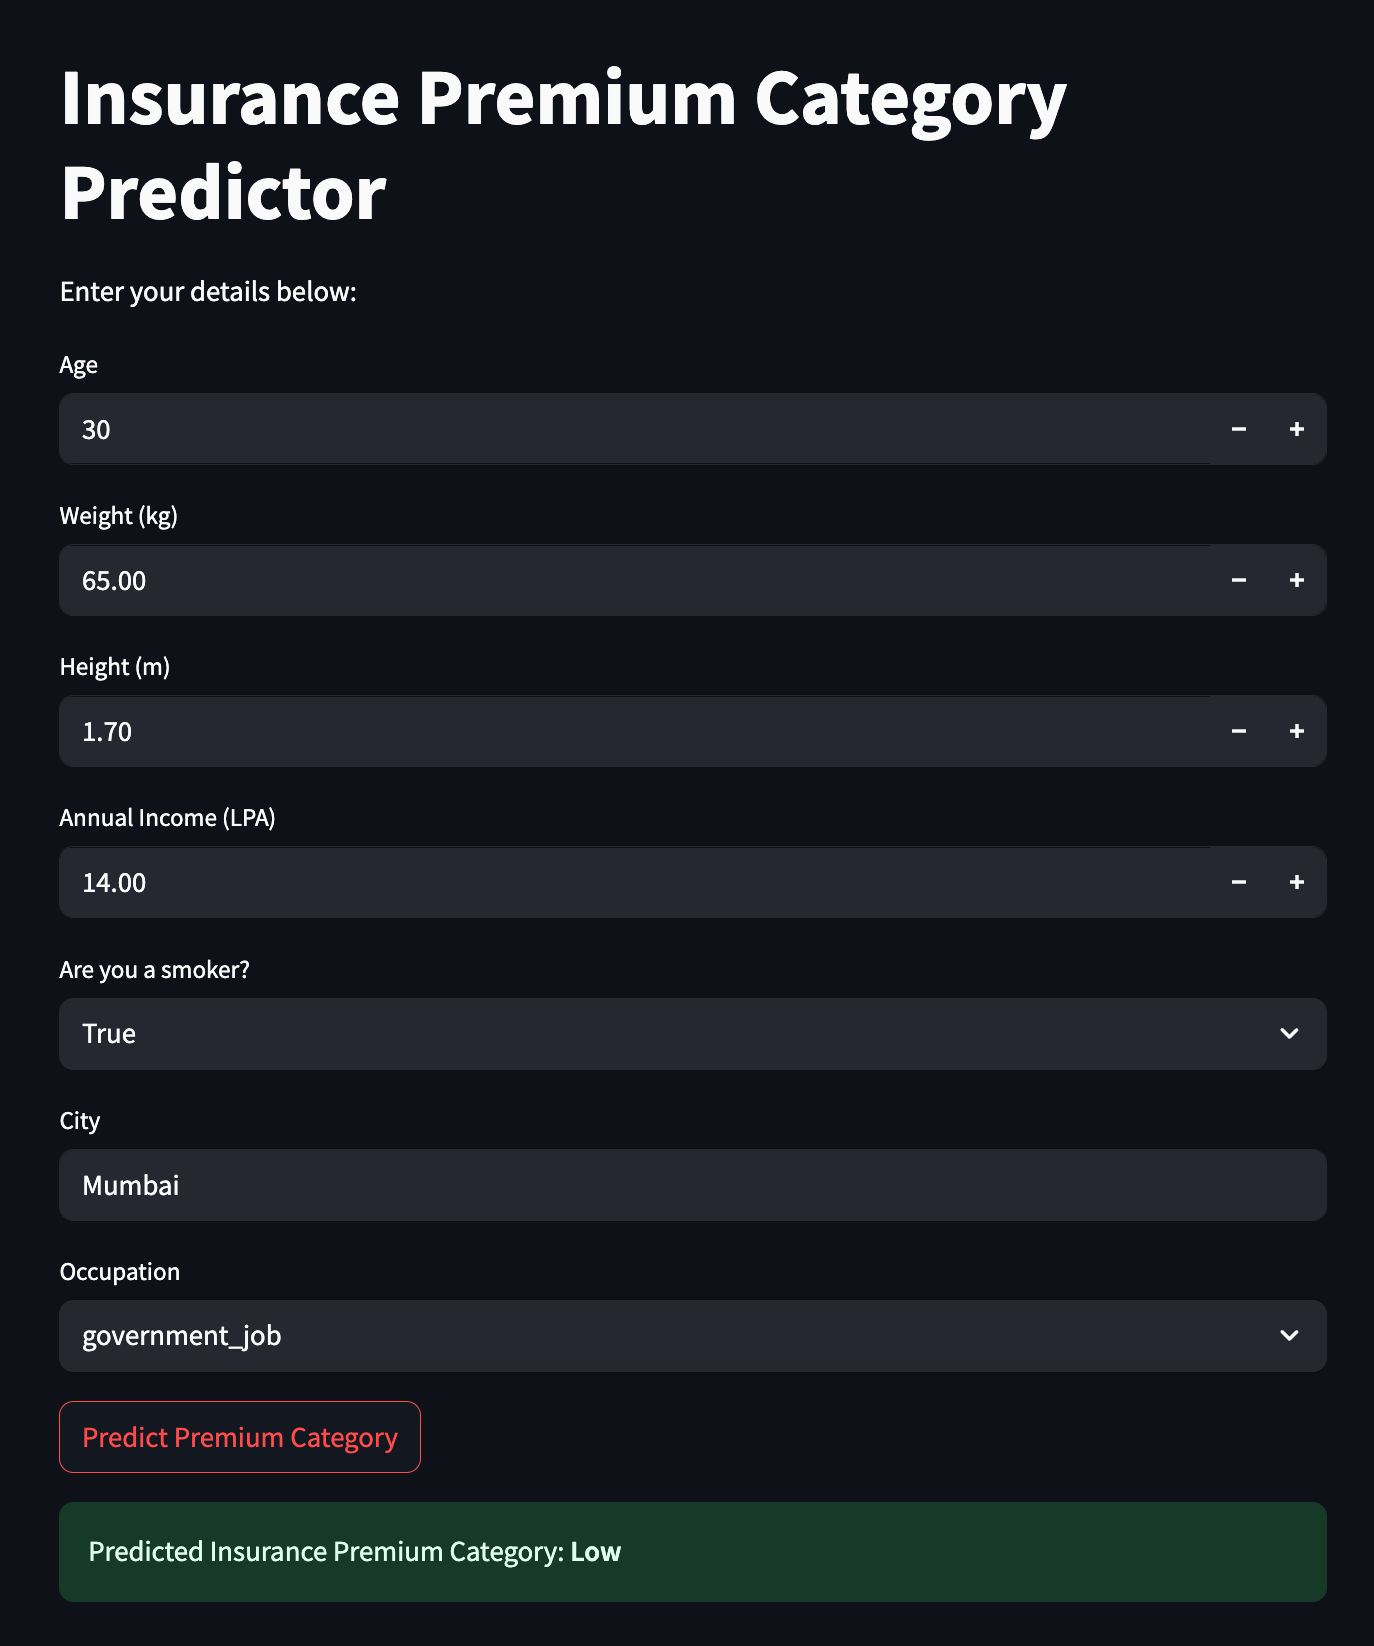 Insurance Premium Category
Predictor
Enter your details below:
Age
30
Weight (kg)
65.00
Height (m)
1.70
Annual Income (LPA)
14.00
Are you a smoker?
True
City
Mumbai
Occupation
government_job
Predict Premium Category
Predicted Insurance Premium Category: Low